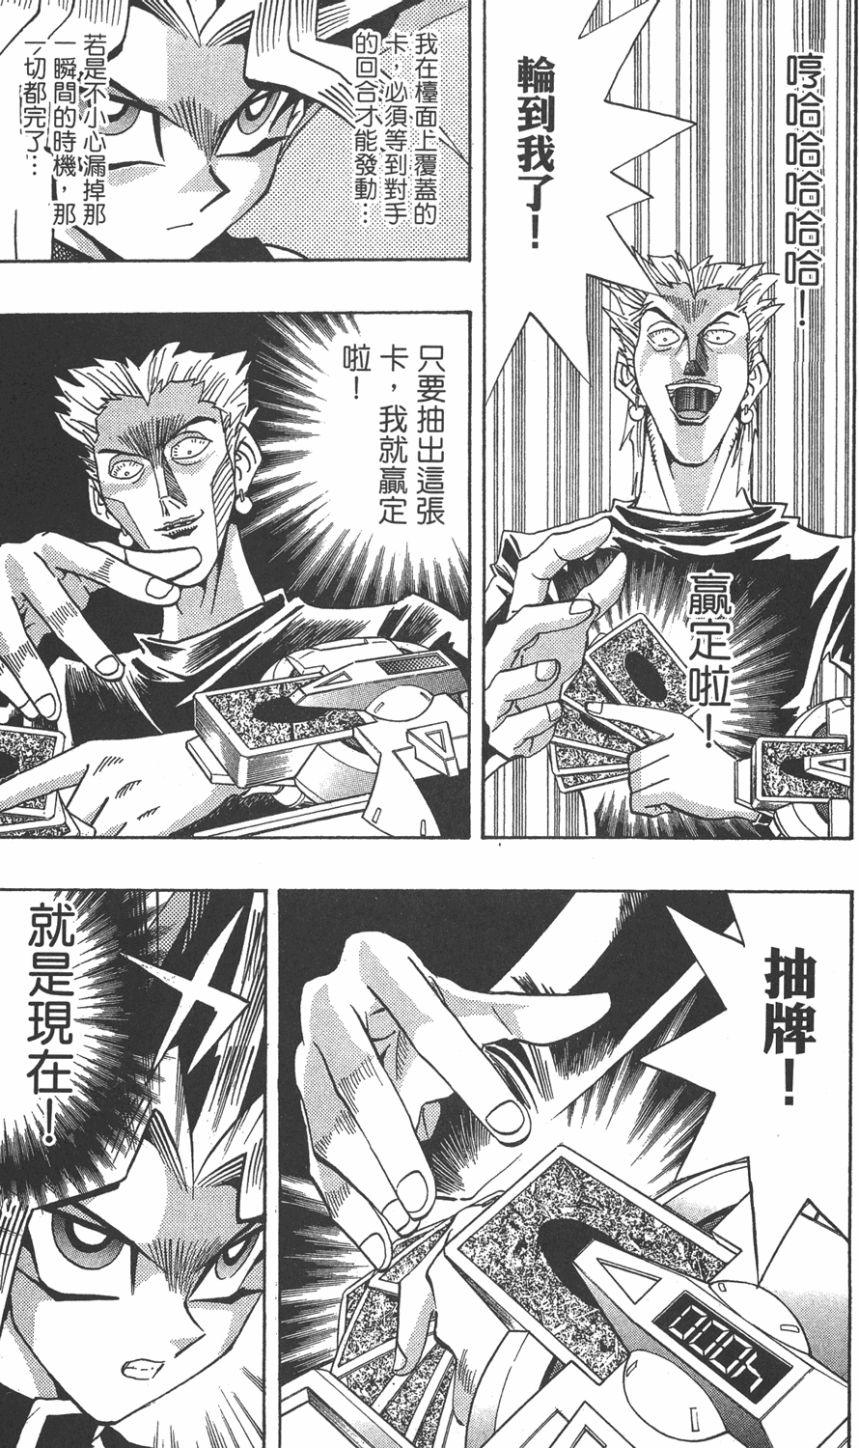 哼哈哈哈哈哈!
輪到我了!
贏定啦!
我在檯面上覆蓋的
卡,必須等到對手
的回合才能發動…
若是不小心漏掉那
一瞬間的時機,那
一切都完了…
只要抽出這張
卡,我就贏定
啦!
抽牌!
4000
就是現在!